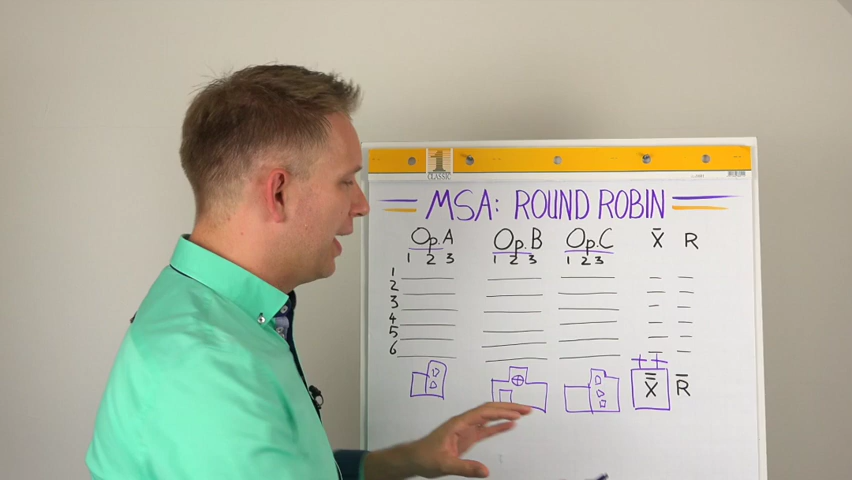 1
CLASSIC
MSA: ROUND ROBIN
Op.A Op.B Op.C X̄ R
1 2 3 1 2 3 1 2 3
1
2
3
4
5
6
++
X̿ R̄